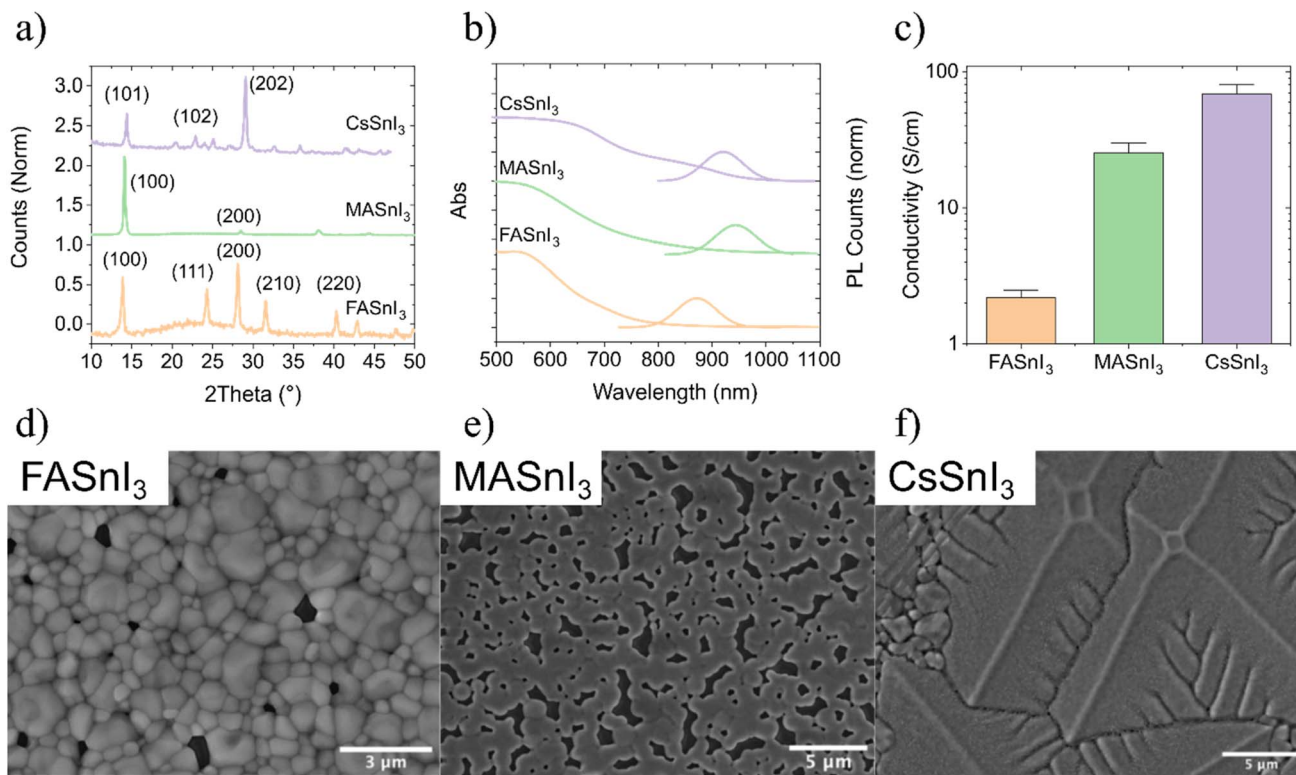 a)
3.0
2.5
2.0
1.5
1.0
0.5
0.0
Counts (Norm)
(101)
(102)
(202)
CsSnI₃
(100)
(200)
MASnI₃
(100)
(111)
(200)
(210)
(220)
FASnI₃
10 15 20 25 30 35 40 45 50
2Theta (°)
b)
Abs
CsSnI₃
MASnI₃
FASnI₃
PL Counts (norm)
500 600 700 800 900 1000 1100
Wavelength (nm)
c)
Conductivity (S/cm)
100
10
1
FASnI₃ MASnI₃ CsSnI₃
d)
FASnI₃
3 μm
e)
MASnI₃
5 μm
f)
CsSnI₃
5 μm